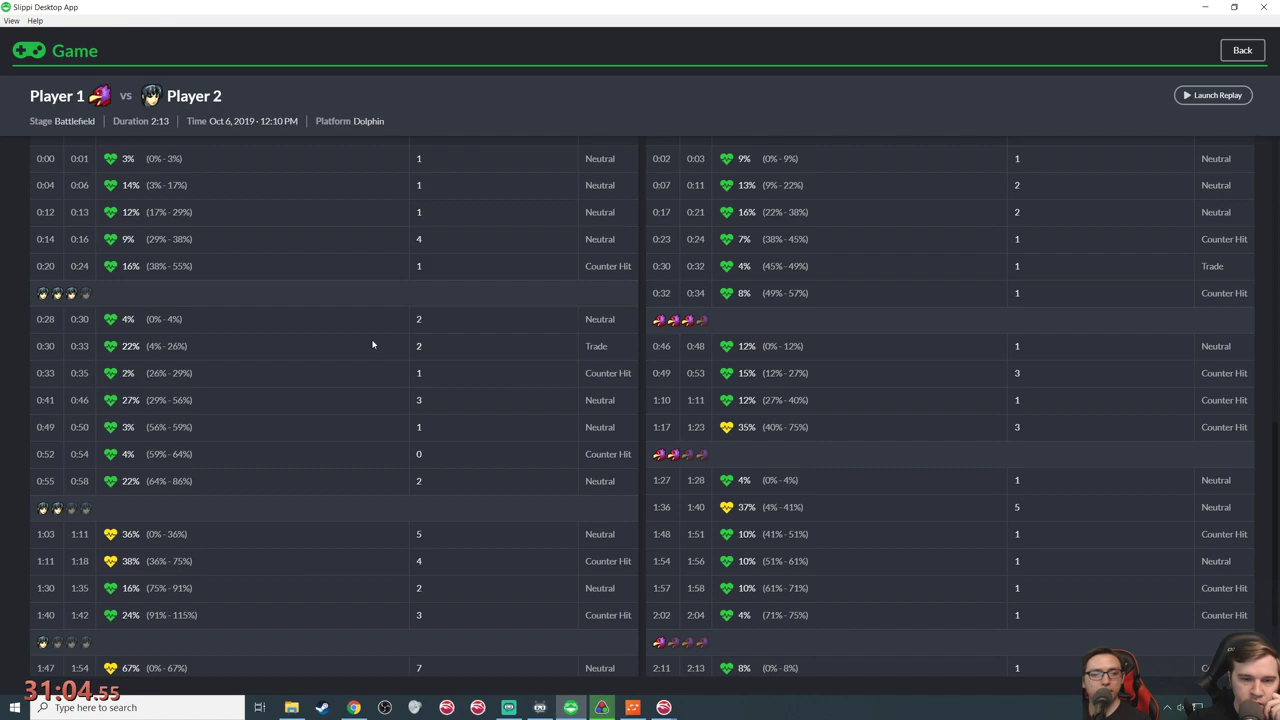 Slippi Desktop App
View Help
Game
Back
Player 1 vs Player 2
Launch Replay
Stage Battlefield Duration 2:13 Time Oct 6, 2019 · 12:10 PM Platform Dolphin
0:00 0:01 3% (0% - 3%) 1 Neutral 0:02 0:03 9% (0% - 9%) 1 Neutral
0:04 0:06 14% (3% - 17%) 1 Neutral 0:07 0:11 13% (9% - 22%) 2 Neutral
0:12 0:13 12% (17% - 29%) 1 Neutral 0:17 0:21 16% (22% - 38%) 2 Neutral
0:14 0:16 9% (29% - 38%) 4 Neutral 0:23 0:24 7% (38% - 45%) 1 Counter Hit
0:20 0:24 16% (38% - 55%) 1 Counter Hit 0:30 0:32 4% (45% - 49%) 1 Trade
0:32 0:34 8% (49% - 57%) 1 Counter Hit
0:28 0:30 4% (0% - 4%) 2 Neutral
0:30 0:33 22% (4% - 26%) 2 Trade 0:46 0:48 12% (0% - 12%) 1 Neutral
0:33 0:35 2% (26% - 29%) 1 Counter Hit 0:49 0:53 15% (12% - 27%) 3 Counter Hit
0:41 0:46 27% (29% - 56%) 3 Neutral 1:10 1:11 12% (27% - 40%) 1 Counter Hit
0:49 0:50 3% (56% - 59%) 1 Neutral 1:17 1:23 35% (40% - 75%) 3 Counter Hit
0:52 0:54 4% (59% - 64%) 0 Counter Hit
0:55 0:58 22% (64% - 86%) 2 Neutral 1:27 1:28 4% (0% - 4%) 1 Neutral
1:36 1:40 37% (4% - 41%) 5 Neutral
1:03 1:11 36% (0% - 36%) 5 Neutral 1:48 1:51 10% (41% - 51%) 1 Counter Hit
1:11 1:18 38% (36% - 75%) 4 Counter Hit 1:54 1:56 10% (51% - 61%) 1 Neutral
1:30 1:35 16% (75% - 91%) 2 Neutral 1:57 1:58 10% (61% - 71%) 1 Counter Hit
1:40 1:42 24% (91% - 115%) 3 Counter Hit 2:02 2:04 4% (71% - 75%) 1 Counter Hit
1:47 1:54 67% (0% - 67%) 7 Neutral 2:11 2:13 8% (0% - 8%) 1
31:04.55
Type here to search